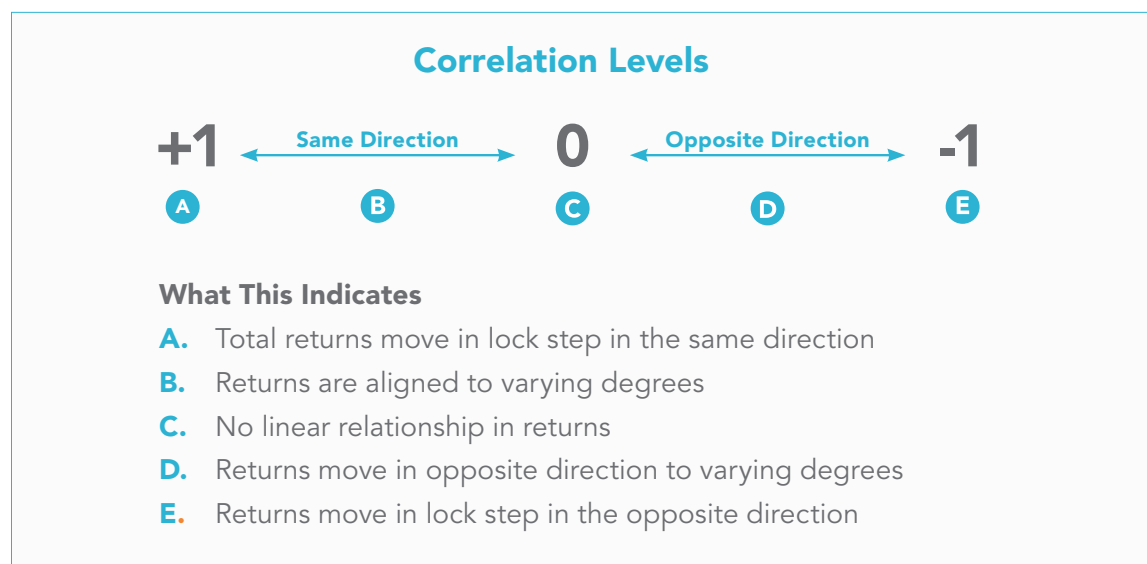 Correlation Levels
+1 Same Direction 0 Opposite Direction -1
A B C D E
What This Indicates
A. Total returns move in lock step in the same direction
B. Returns are aligned to varying degrees
C. No linear relationship in returns
D. Returns move in opposite direction to varying degrees
E. Returns move in lock step in the opposite direction